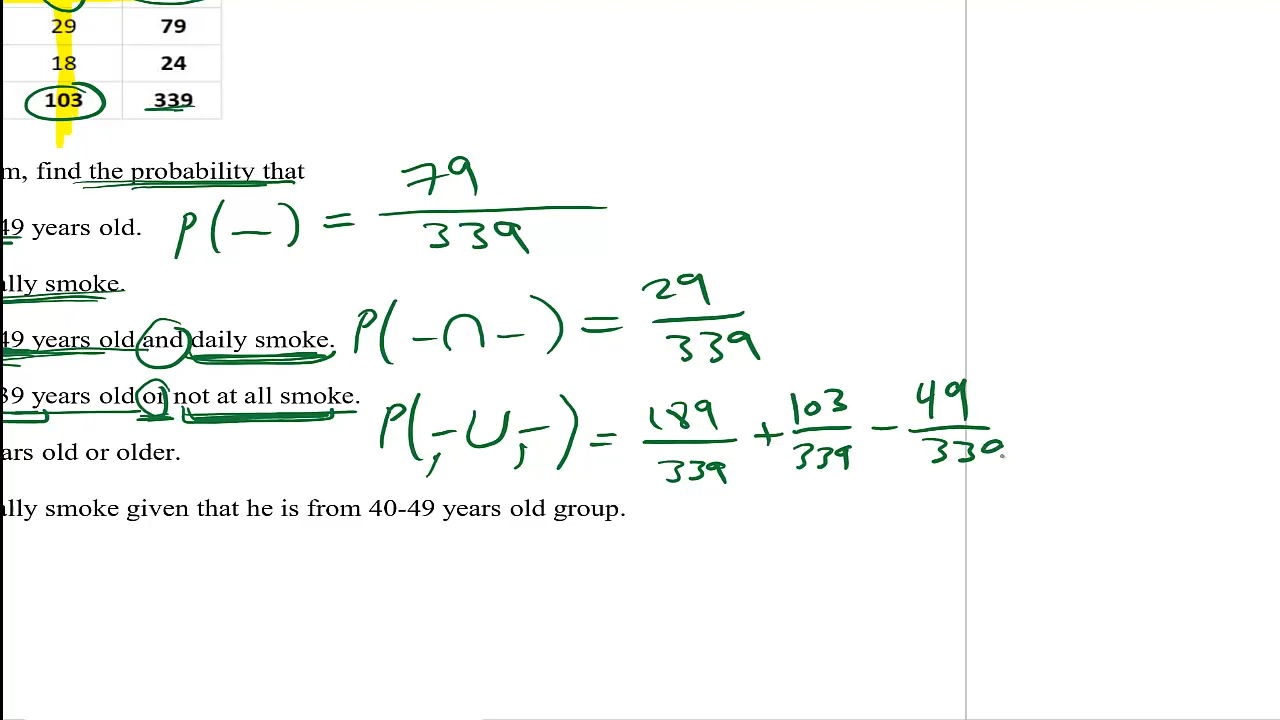 29 79
18 24
103 339
m, find the probability that
49 years old. P( — ) = 79 / 339
ally smoke.
49 years old and daily smoke. P( - ∩ - ) = 29 / 339
39 years old or not at all smoke. P( - ∪ - ) = 189 / 339 + 103 / 339 - 49 / 339
ars old or older.
ally smoke given that he is from 40-49 years old group.